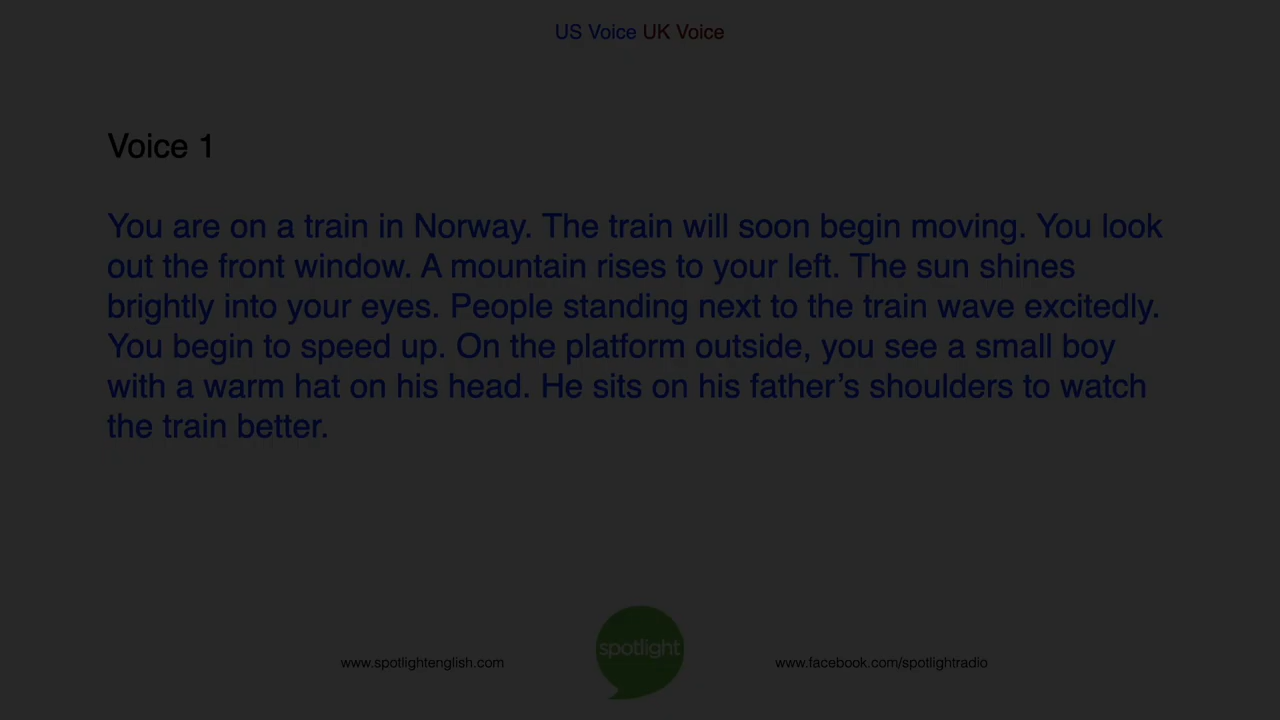 US Voice UK Voice
Voice 1
You are on a train in Norway. The train will soon begin moving. You look
out the front window. A mountain rises to your left. The sun shines
brightly into your eyes. People standing next to the train wave excitedly.
You begin to speed up. On the platform outside, you see a small boy
with a warm hat on his head. He sits on his father’s shoulders to watch
the train better.
spotlight
www.spotlightenglish.com
www.facebook.com/spotlightradio